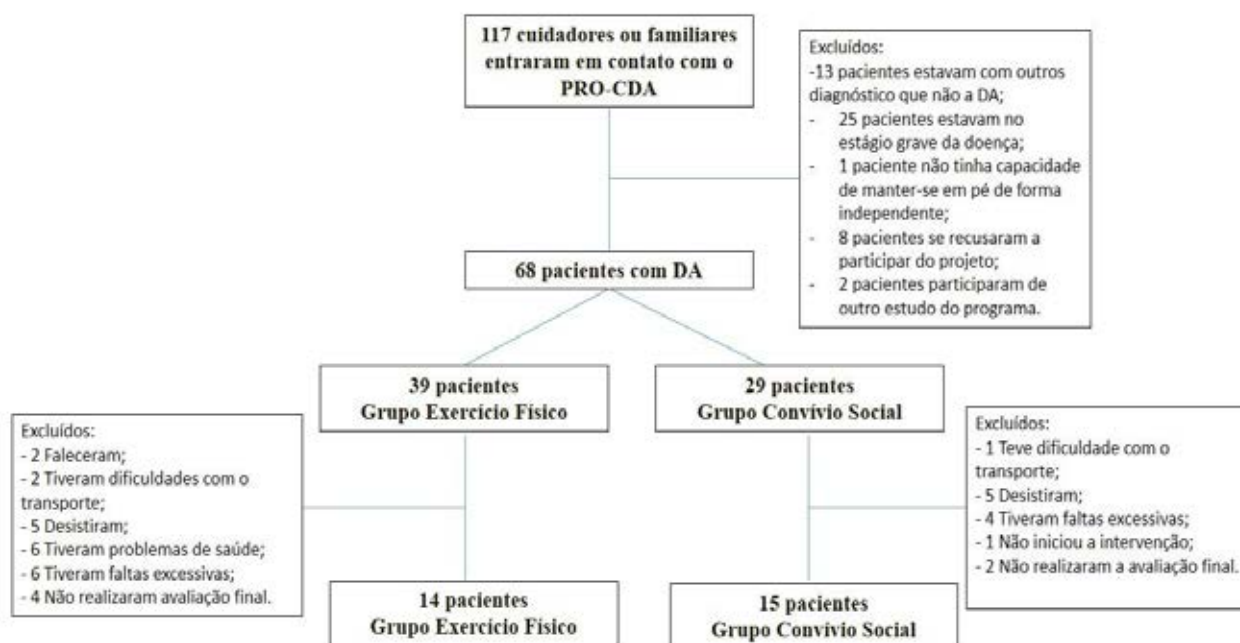 117 cuidadores ou familiares
entraram em contato com o
PRO-CDA
Excluídos:
-13 pacientes estavam com outros
diagnóstico que não a DA;
- 25 pacientes estavam no
estágio grave da doença;
- 1 paciente não tinha capacidade
de manter-se em pé de forma
independente;
- 8 pacientes se recusaram a
participar do projeto;
- 2 pacientes participaram de
outro estudo do programa.
68 pacientes com DA
39 pacientes
Grupo Exercício Físico
29 pacientes
Grupo Convívio Social
Excluídos:
- 2 Faleceram;
- 2 Tiveram dificuldades com o
transporte;
- 5 Desistiram;
- 6 Tiveram problemas de saúde;
- 6 Tiveram faltas excessivas;
- 4 Não realizaram avaliação final.
Excluídos:
- 1 Teve dificuldade com o
transporte;
- 5 Desistiram;
- 4 Tiveram faltas excessivas;
- 1 Não iniciou a intervenção;
- 2 Não realizaram a avaliação final.
14 pacientes
Grupo Exercício Físico
15 pacientes
Grupo Convívio Social